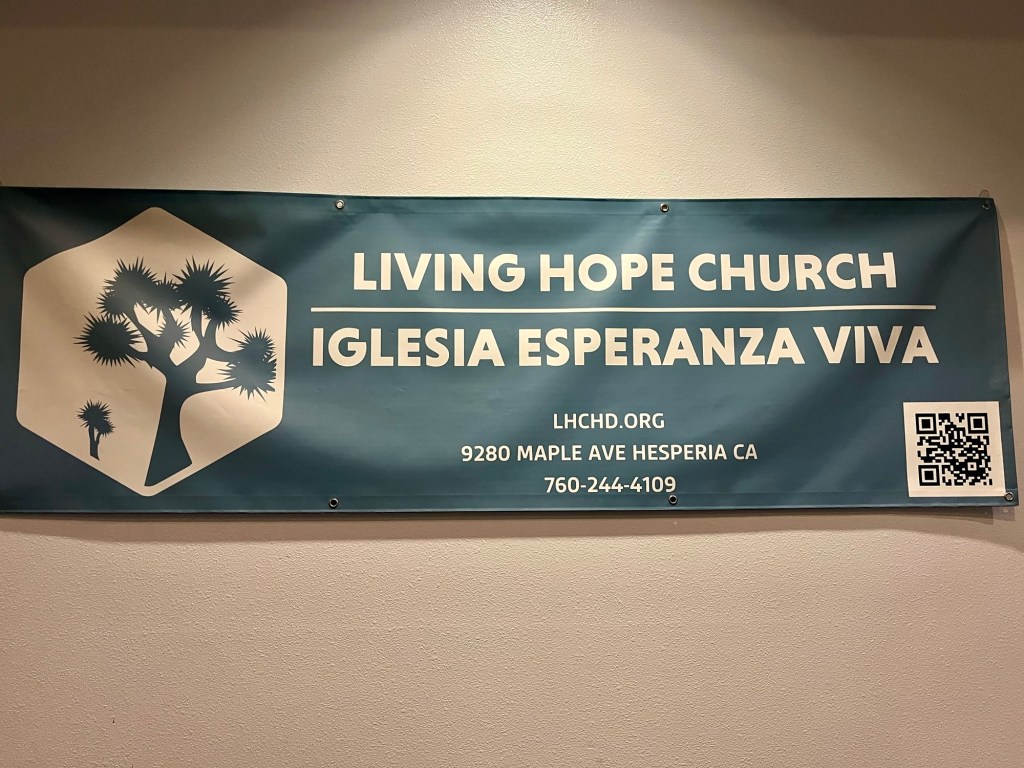 LIVING HOPE CHURCH
IGLESIA ESPERANZA VIVA
LHCHD.ORG
9280 MAPLE AVE HESPERIA CA
760-244-4109